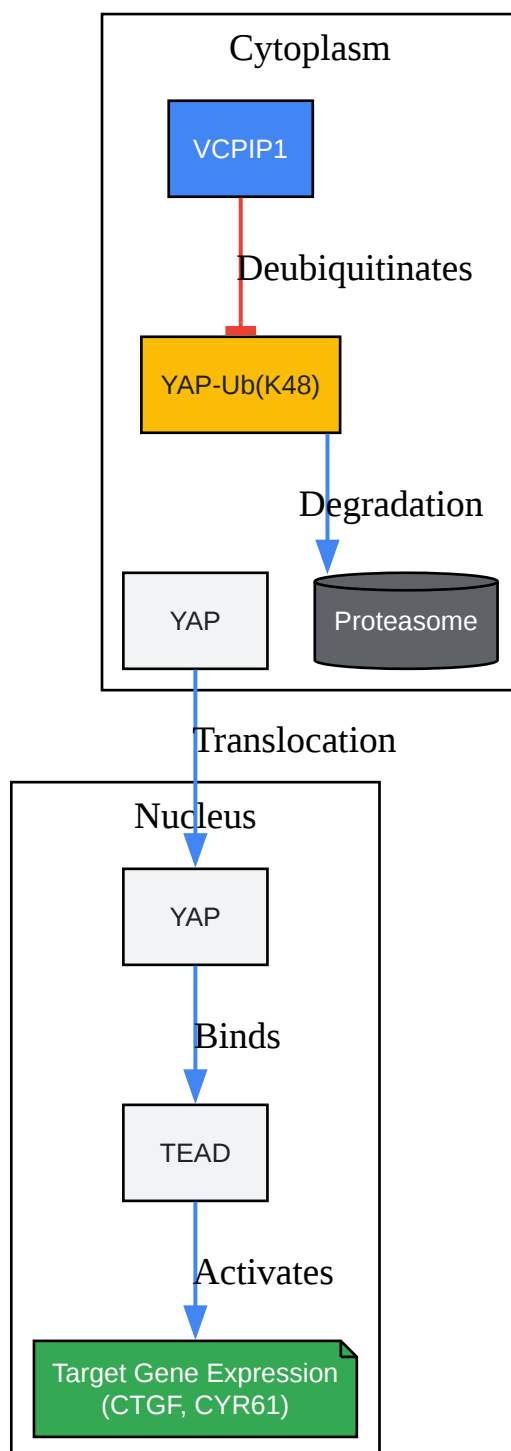 Cytoplasm
VCPIP1
Deubiquitinates
YAP-Ub(K48)
Degradation
YAP
Proteasome
Translocation
Nucleus
YAP
Binds
TEAD
Activates
Target Gene Expression
(CTGF, CYR61)